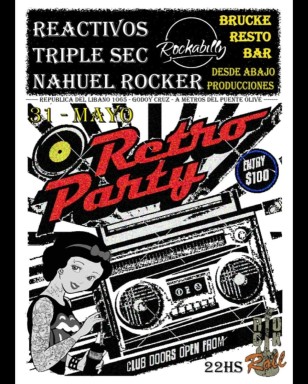 REACTIVOS
TRIPLE SEC
NAHUEL ROCKER
Rockabilly
BRUCKE
RESTO
BAR
DESDE ABAJO
PRODUCCIONES
REPUBLICA DEL LIBANO 1065 - GODOY CRUZ - A METROS DEL PUENTE OLIVE
31 - MAYO
Retro
Party
ENTRY
$100
CLUB DOORS OPEN FROM
22HS
Roll